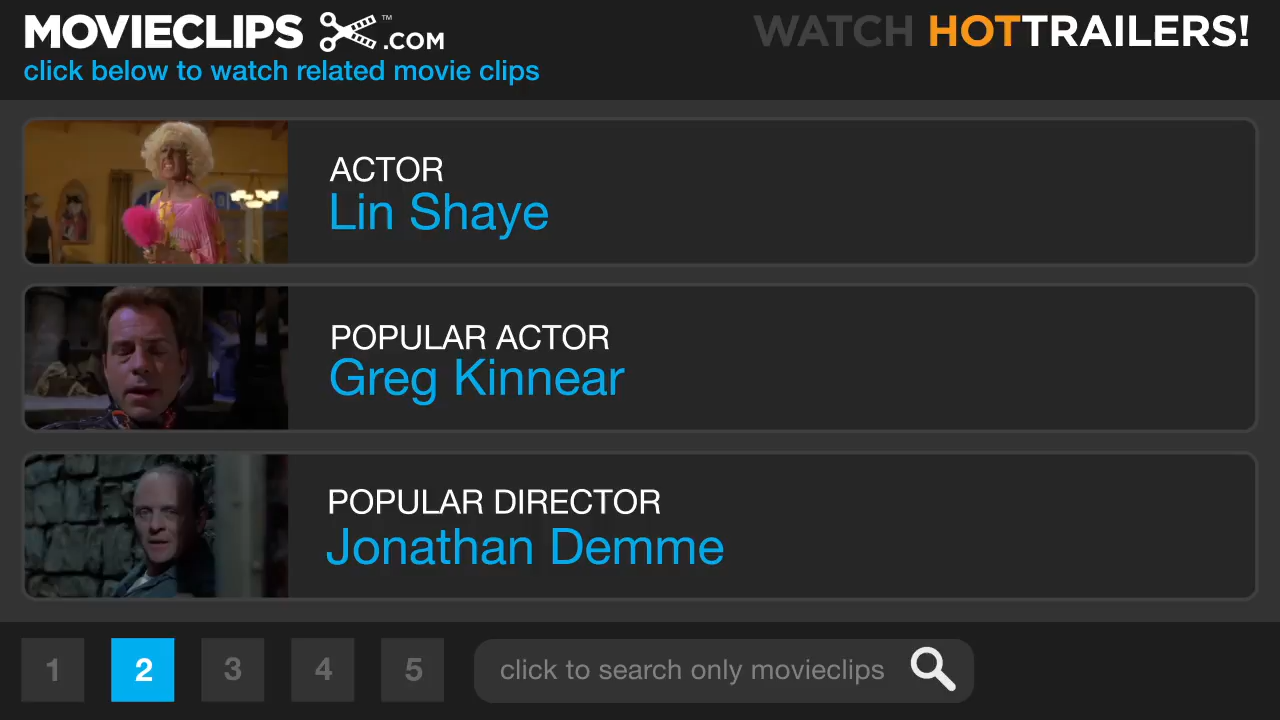 MOVIECLIPS ™ .COM
WATCH HOTTRAILERS!
click below to watch related movie clips
ACTOR
Lin Shaye
POPULAR ACTOR
Greg Kinnear
POPULAR DIRECTOR
Jonathan Demme
1 2 3 4 5 click to search only movieclips